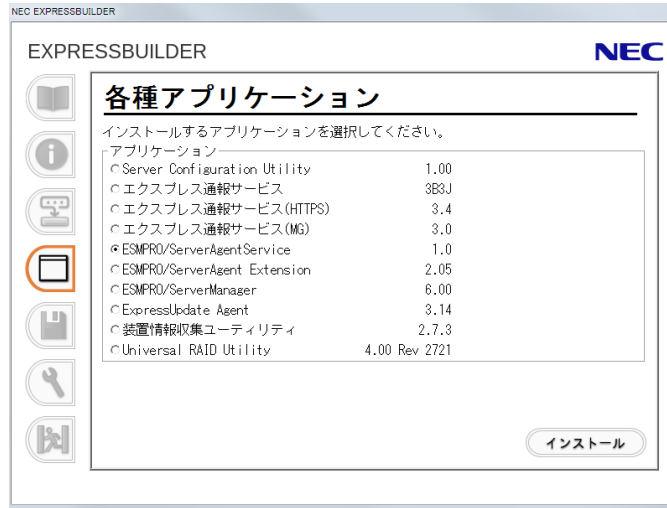 NEC EXPRESSBUILDER
EXPRESSBUILDER
NEC
各種アプリケーション
インストールするアプリケーションを選択してください。
アプリケーション
Server Configuration Utility 1.00
エクスプレス通報サービス 3B3J
エクスプレス通報サービス(HTTPS) 3.4
エクスプレス通報サービス(MG) 3.0
ESMPRO/ServerAgentService 1.0
ESMPRO/ServerAgent Extension 2.05
ESMPRO/ServerManager 6.00
ExpressUpdate Agent 3.14
装置情報収集ユーティリティ 2.7.3
Universal RAID Utility 4.00 Rev 2721
インストール